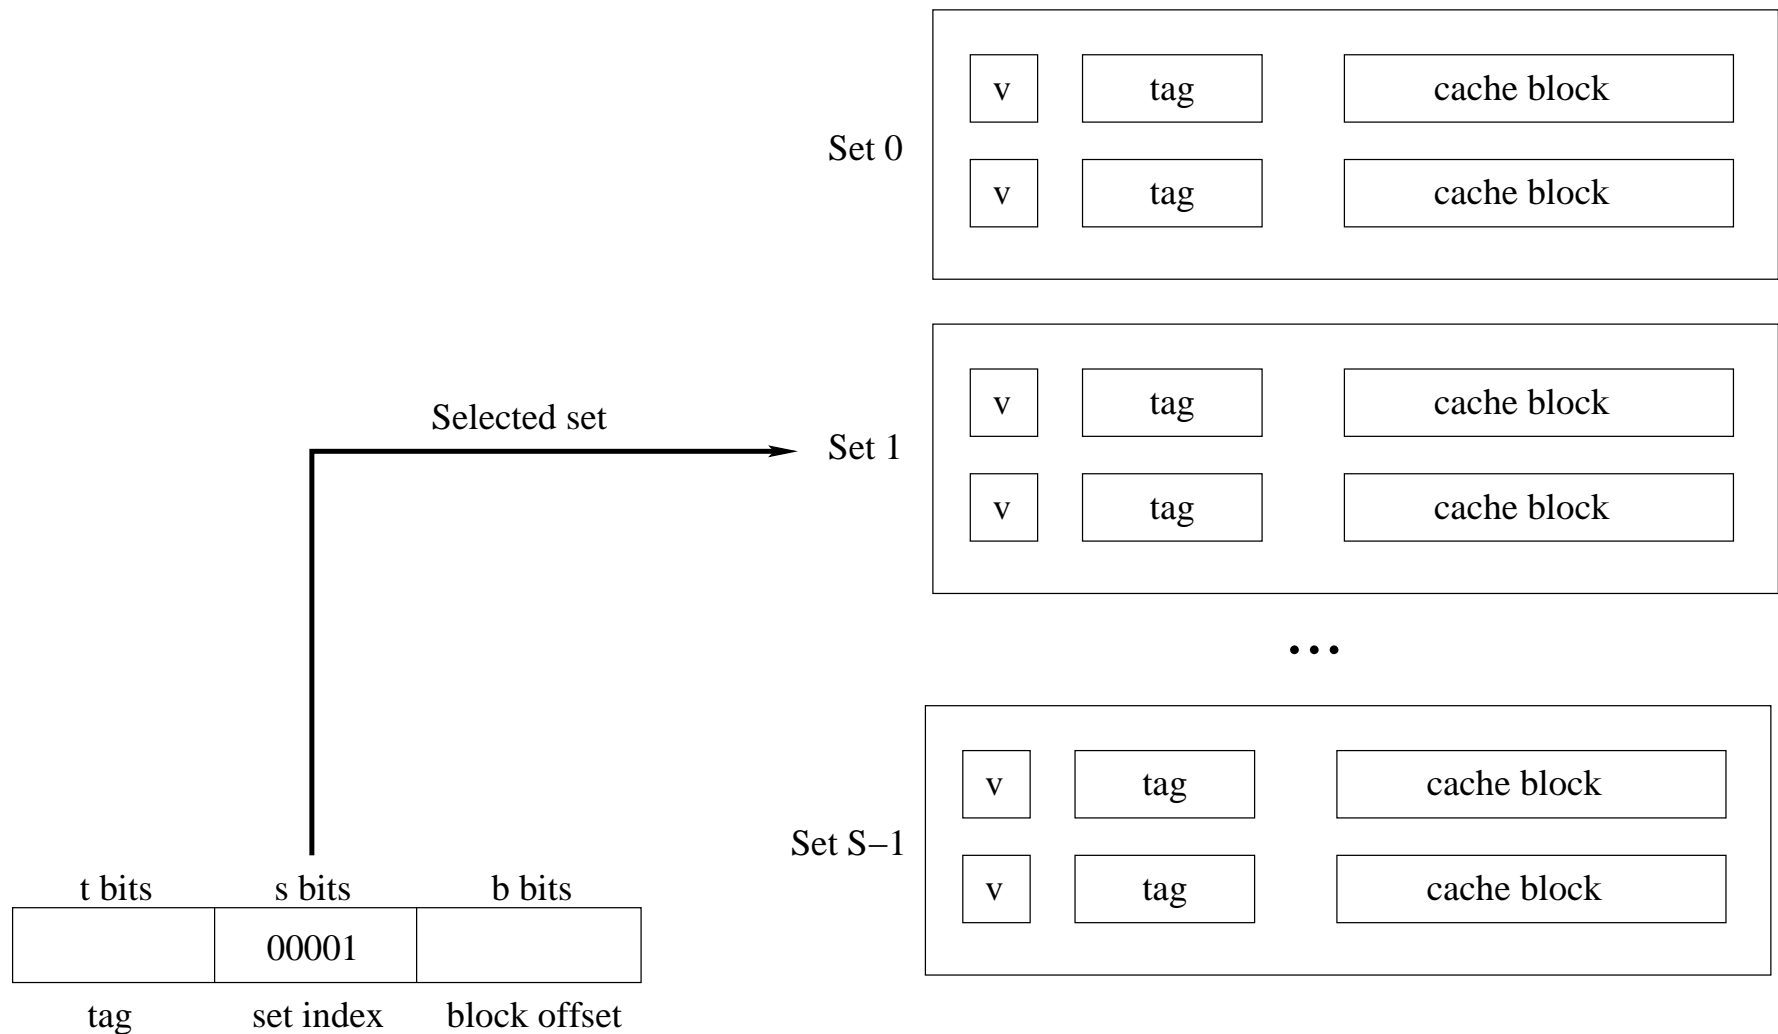 v tag cache block
Set 0
v tag cache block
v tag cache block
Selected set
Set 1
v tag cache block
...
v tag cache block
Set S–1
v tag cache block
t bits s bits b bits
00001
tag set index block offset